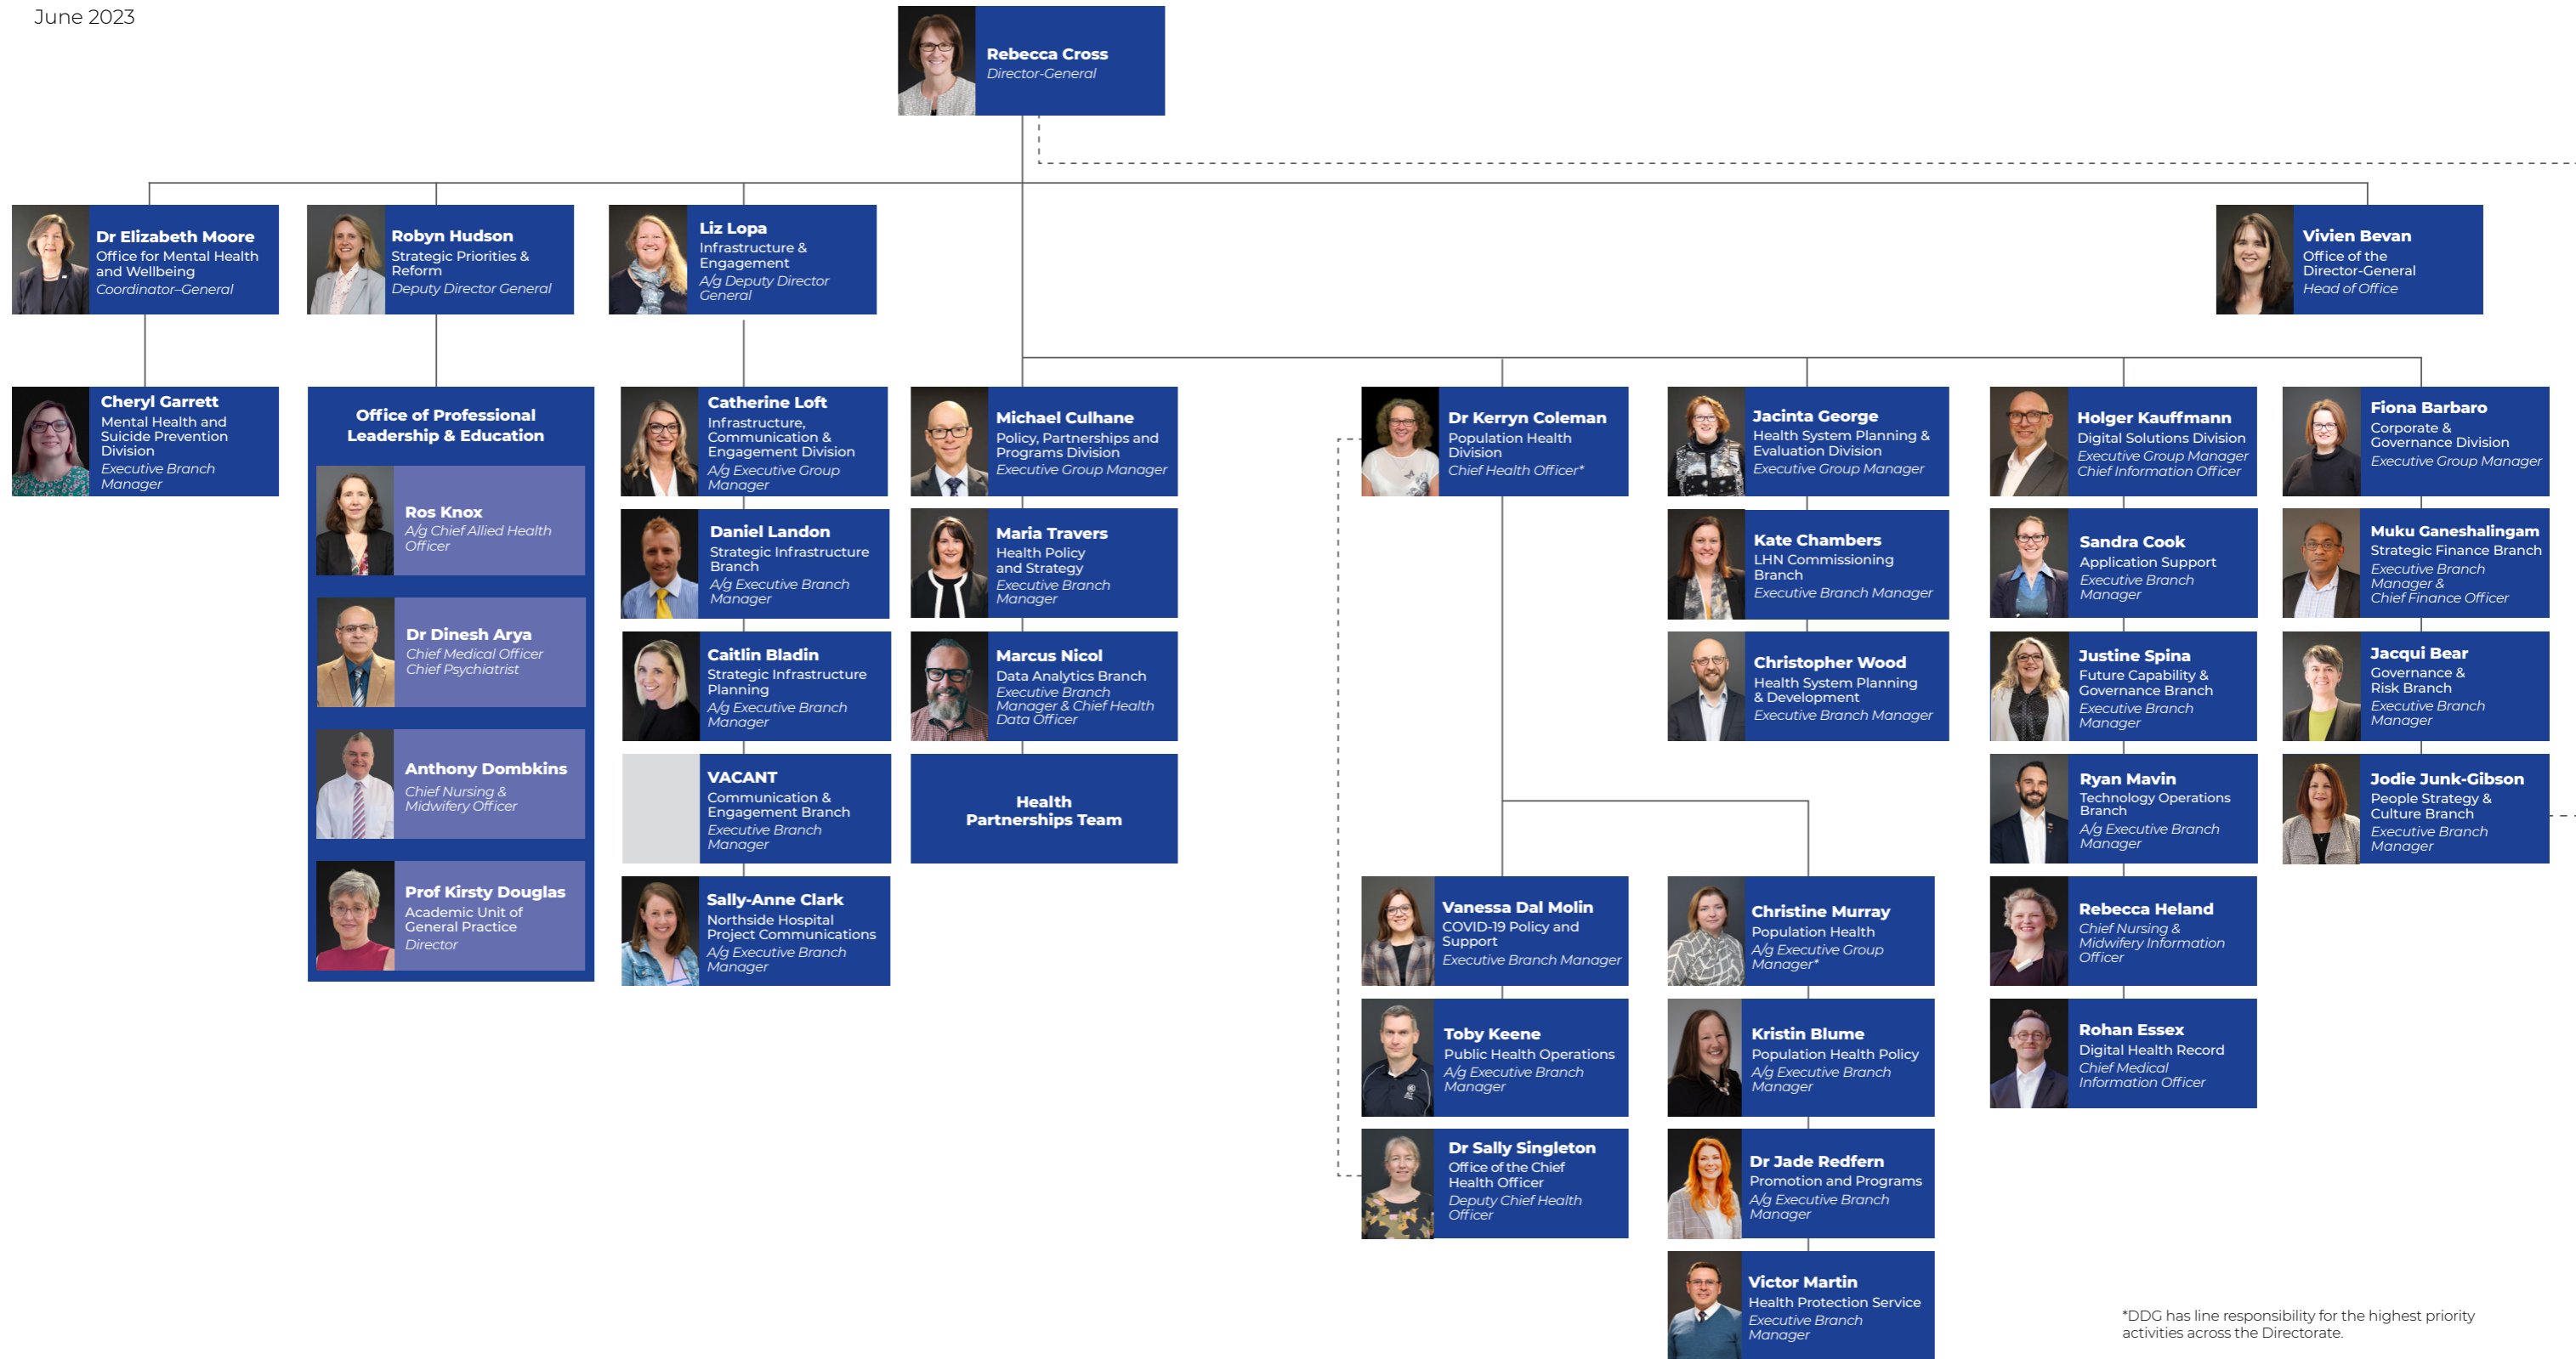 June 2023
Rebecca Cross
Director-General
Dr Elizabeth Moore
Office for Mental Health
and Wellbeing
Coordinator–General
Robyn Hudson
Strategic Priorities &
Reform
Deputy Director General
Liz Lopa
Infrastructure &
Engagement
A/g Deputy Director
General
Vivien Bevan
Office of the
Director-General
Head of Office
Cheryl Garrett
Mental Health and
Suicide Prevention
Division
Executive Branch
Manager
Office of Professional
Leadership & Education
Ros Knox
A/g Chief Allied Health
Officer
Dr Dinesh Arya
Chief Medical Officer
Chief Psychiatrist
Anthony Dombkins
Chief Nursing &
Midwifery Officer
Prof Kirsty Douglas
Academic Unit of
General Practice
Director
Catherine Loft
Infrastructure,
Communication &
Engagement Division
A/g Executive Group
Manager
Daniel Landon
Strategic Infrastructure
Branch
A/g Executive Branch
Manager
Caitlin Bladin
Strategic Infrastructure
Planning
A/g Executive Branch
Manager
VACANT
Communication &
Engagement Branch
Executive Branch
Manager
Sally-Anne Clark
Northside Hospital
Project Communications
A/g Executive Branch
Manager
Michael Culhane
Policy, Partnerships and
Programs Division
Executive Group Manager
Maria Travers
Health Policy
and Strategy
Executive Branch
Manager
Marcus Nicol
Data Analytics Branch
Executive Branch
Manager & Chief Health
Data Officer
Health
Partnerships Team
Dr Kerryn Coleman
Population Health
Division
Chief Health Officer*
Vanessa Dal Molin
COVID-19 Policy and
Support
Executive Branch Manager
Toby Keene
Public Health Operations
A/g Executive Branch
Manager
Dr Sally Singleton
Office of the Chief
Health Officer
Deputy Chief Health
Officer
Jacinta George
Health System Planning &
Evaluation Division
Executive Group Manager
Kate Chambers
LHN Commissioning
Branch
Executive Branch Manager
Christopher Wood
Health System Planning
& Development
Executive Branch Manager
Christine Murray
Population Health
A/g Executive Group
Manager*
Kristin Blume
Population Health Policy
A/g Executive Branch
Manager
Dr Jade Redfern
Promotion and Programs
A/g Executive Branch
Manager
Victor Martin
Health Protection Service
Executive Branch
Manager
Holger Kauffmann
Digital Solutions Division
Executive Group Manager
Chief Information Officer
Sandra Cook
Application Support
Executive Branch
Manager
Justine Spina
Future Capability &
Governance Branch
Executive Branch
Manager
Ryan Mavin
Technology Operations
Branch
A/g Executive Branch
Manager
Rebecca Heland
Chief Nursing &
Midwifery Information
Officer
Rohan Essex
Digital Health Record
Chief Medical
Information Officer
Fiona Barbaro
Corporate &
Governance Division
Executive Group Manager
Muku Ganeshalingam
Strategic Finance Branch
Executive Branch
Manager &
Chief Finance Officer
Jacqui Bear
Governance &
Risk Branch
Executive Branch
Manager
Jodie Junk-Gibson
People Strategy &
Culture Branch
Executive Branch
Manager
*DDG has line responsibility for the highest priority
activities across the Directorate.